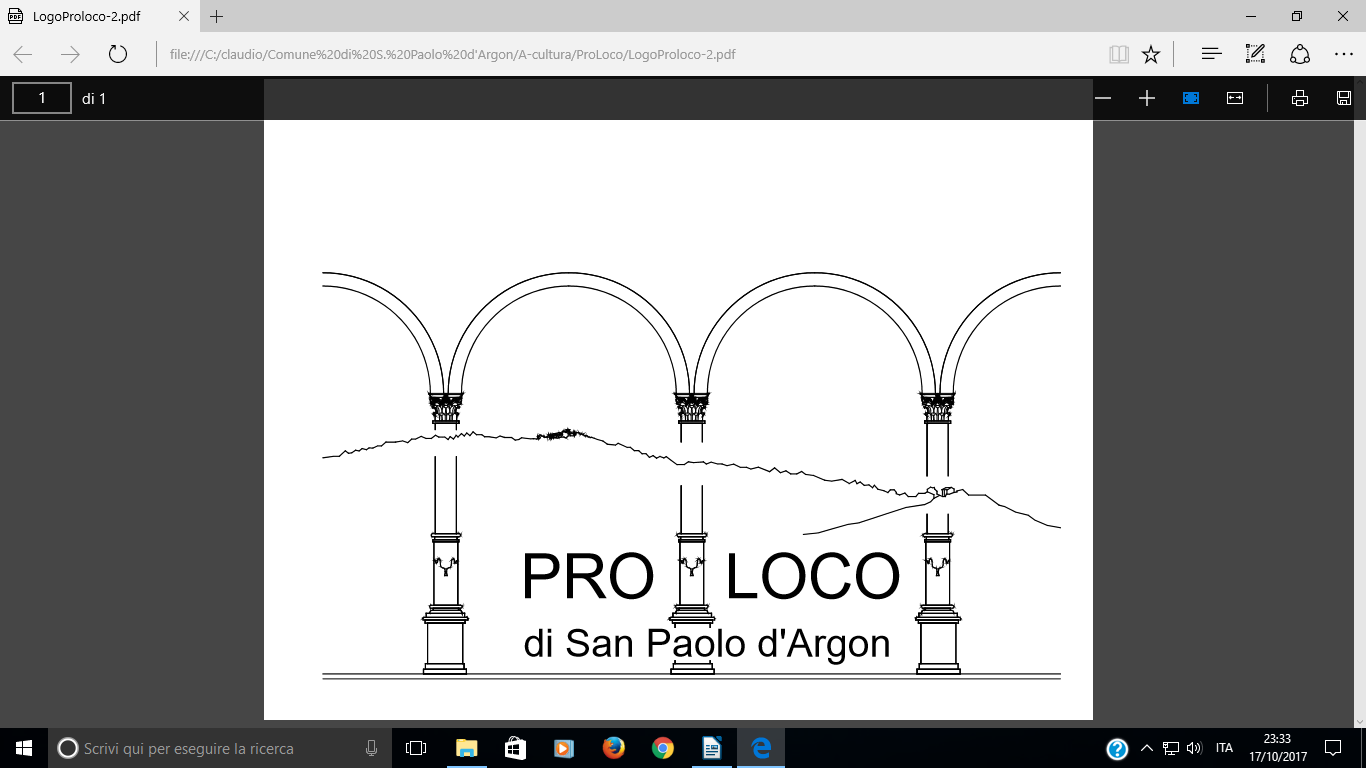 LogoProloco-2.pdf
file:///C:/claudio/Comune%20di%20S.%20Paolo%20d'Argon/A-cultura/ProLoco/LogoProloco-2.pdf
1 di 1
PRO LOCO
di San Paolo d'Argon
Scrivi qui per eseguire la ricerca
ITA
23:33
17/10/2017